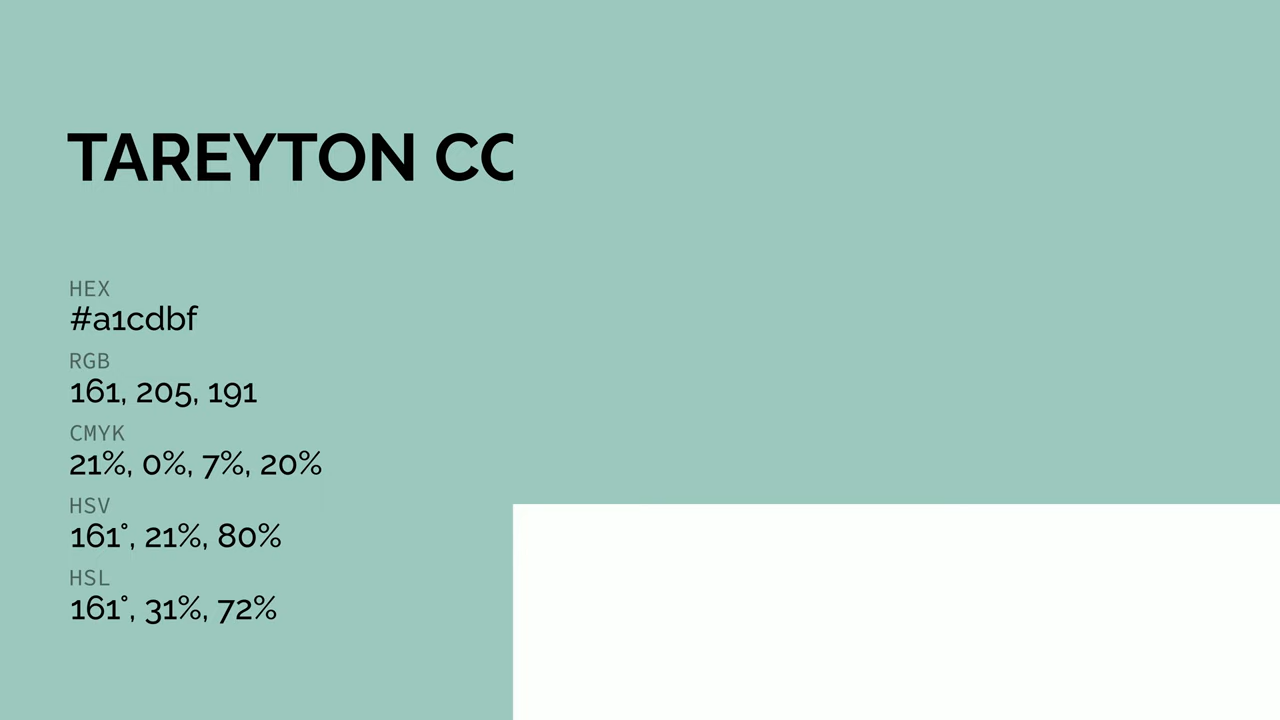 TAREYTON CC
HEX
#a1cdbf
RGB
161, 205, 191
CMYK
21%, 0%, 7%, 20%
HSV
161°, 21%, 80%
HSL
161°, 31%, 72%